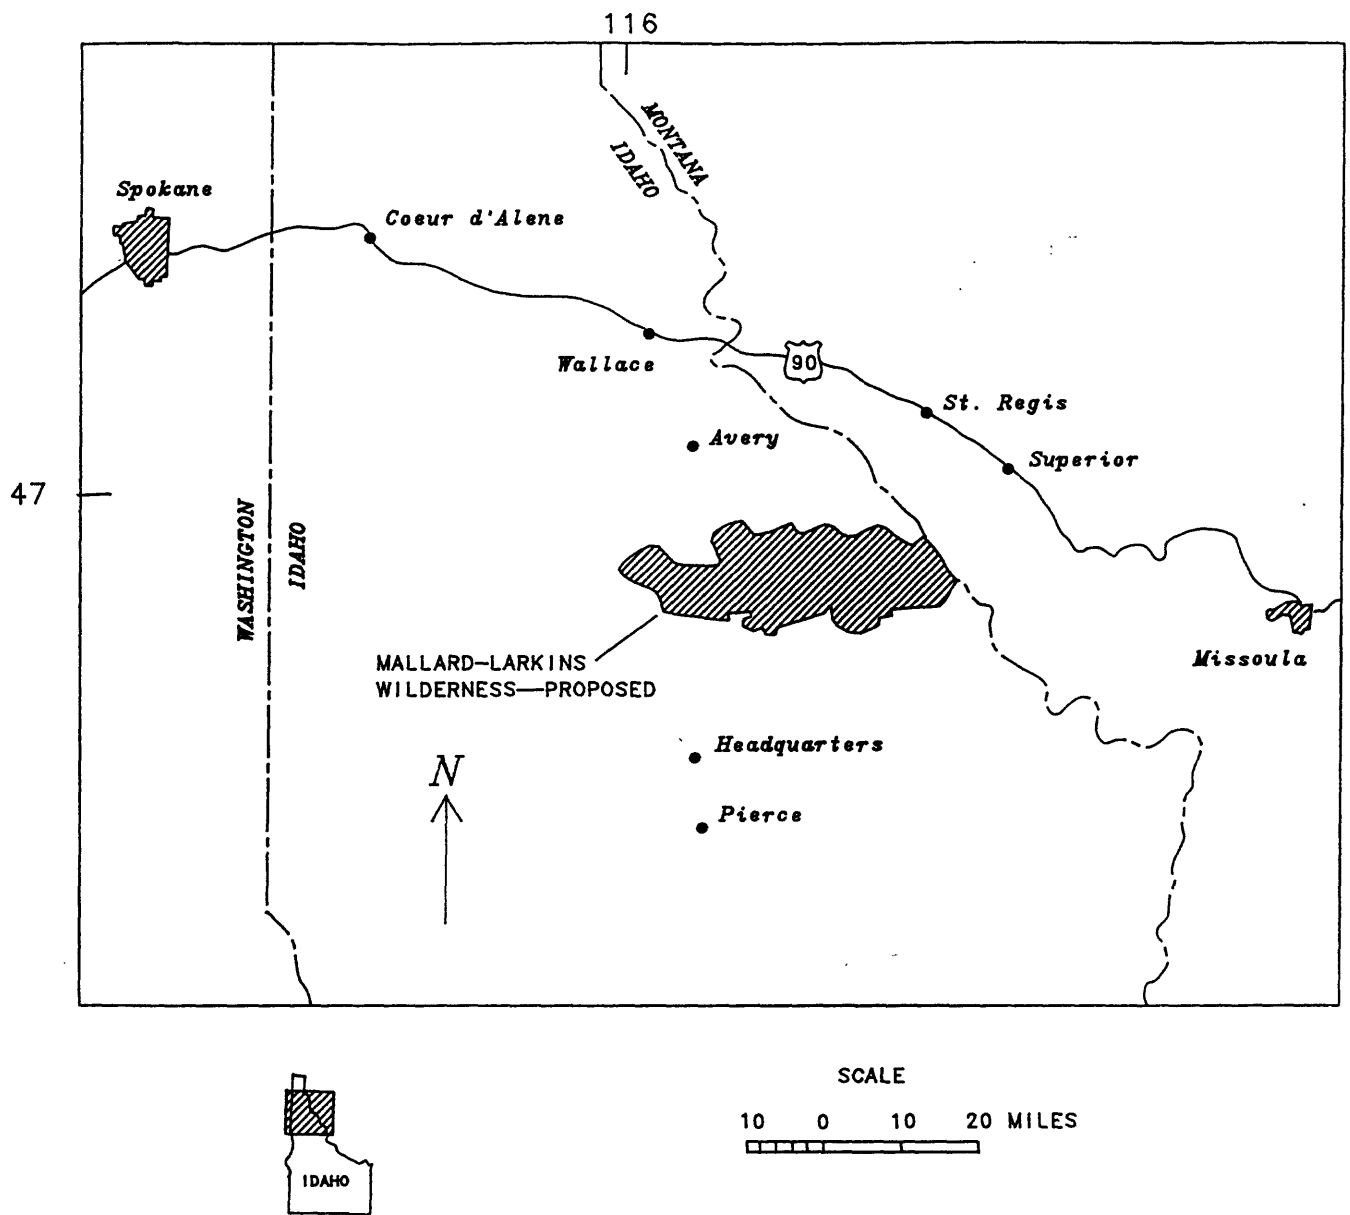 116
MONTANA
IDAHO
Spokane
Coeur d'Alene
Wallace
90
St. Regis
Avery
Superior
47
WASHINGTON
IDAHO
MALLARD-LARKINS
WILDERNESS—PROPOSED
Missoula
Headquarters
N
Pierce
SCALE
10 0 10 20 MILES
IDAHO